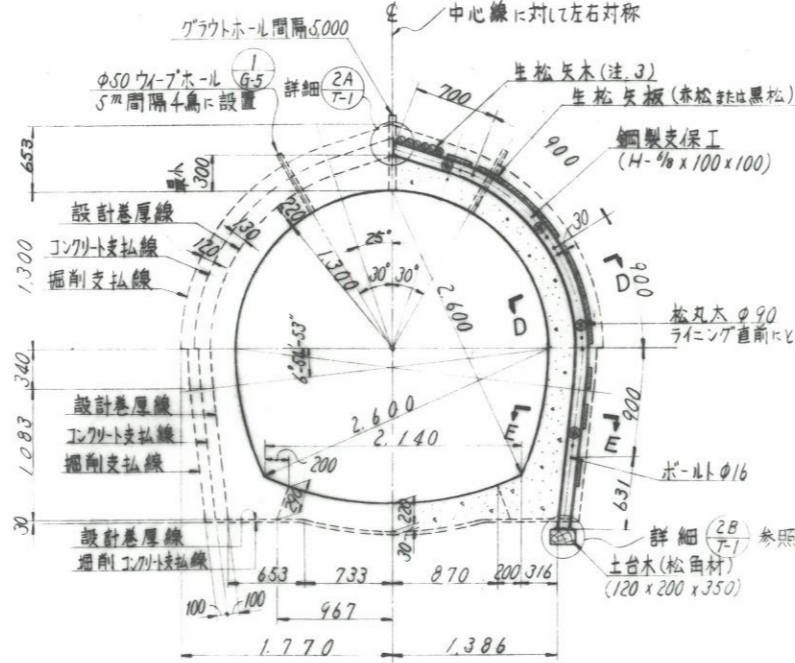 ℄
中心線に対して左右対称
グラウトホール間隔5,000
φ50 ウィープホール
5m間隔千鳥に設置
1
G-5
詳細
2A
T-1
生松矢木(注.3)
生松矢板(赤松または黒松)
鋼製支保工
(H-6/8×100×100)
700
900
653
最小
300
220
130
120
130
設計巻厚線
コンクリート支払線
掘削支払線
1,300
1,300
25°
30°
30°
2,600
D
D
900
松丸太 φ90
ライニング直前にと
340
2,600
2,140
200
1,083
設計巻厚線
コンクリート支払線
掘削支払線
E
E
900
ボールト φ16
631
30
220
30
設計巻厚線
掘削コンクリート支払線
詳細
2B
T-1
参照
土台木(松角材)
(120×200×350)
653
733
870
200
316
100
100
967
1,770
1,386